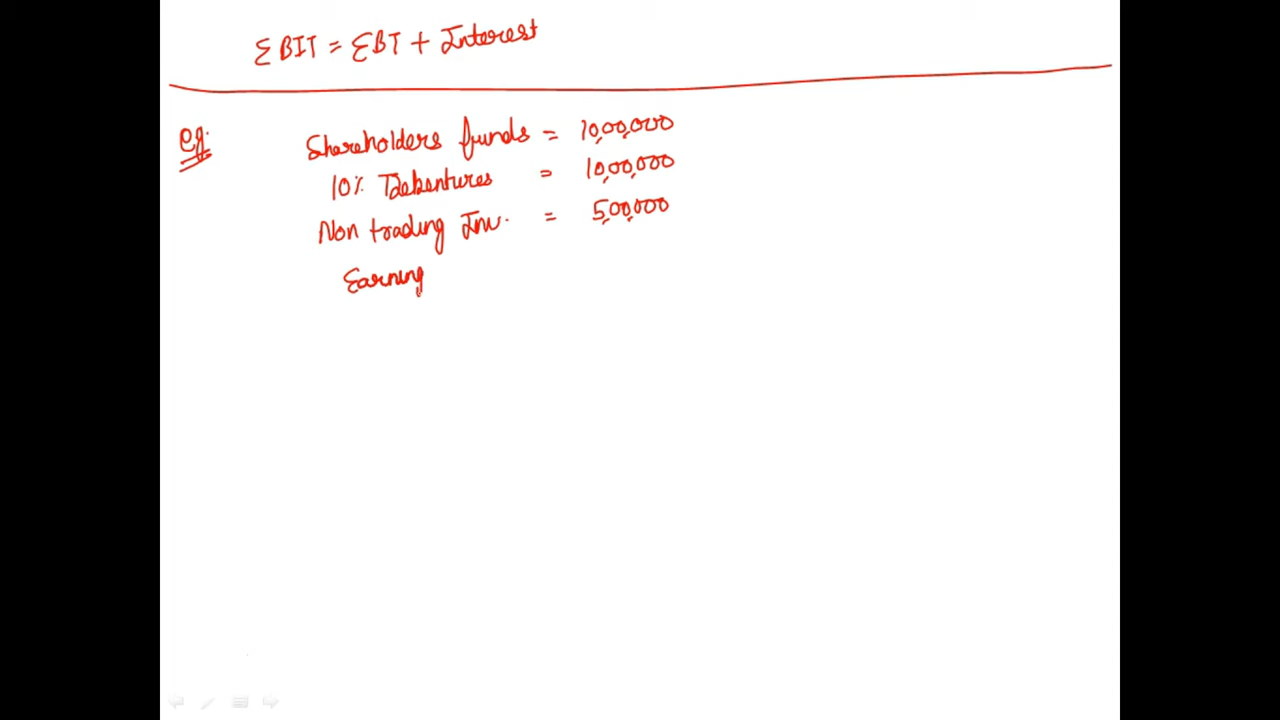 EBIT = EBT + Interest
eg. Shareholders funds = 10,00,000
10% Debentures = 10,00,000
Non trading Inv. = 5,00,000
Earning